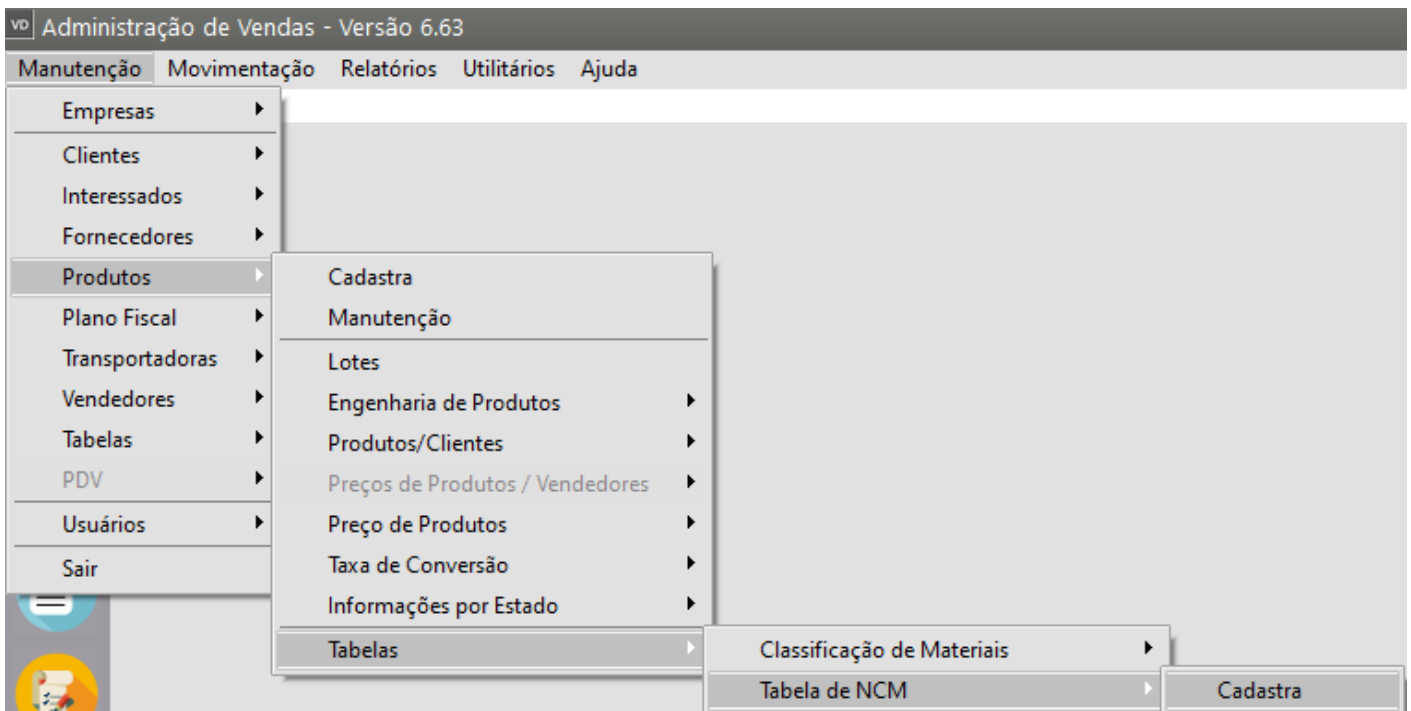 VD Administração de Vendas - Versão 6.63
Manutenção Movimentação Relatórios Utilitários Ajuda
Empresas
Clientes
Interessados
Fornecedores
Produtos
Plano Fiscal
Transportadoras
Vendedores
Tabelas
PDV
Usuários
Sair
Cadastra
Manutenção
Lotes
Engenharia de Produtos
Produtos/Clientes
Preços de Produtos / Vendedores
Preço de Produtos
Taxa de Conversão
Informações por Estado
Tabelas
Classificação de Materiais
Tabela de NCM
Cadastra